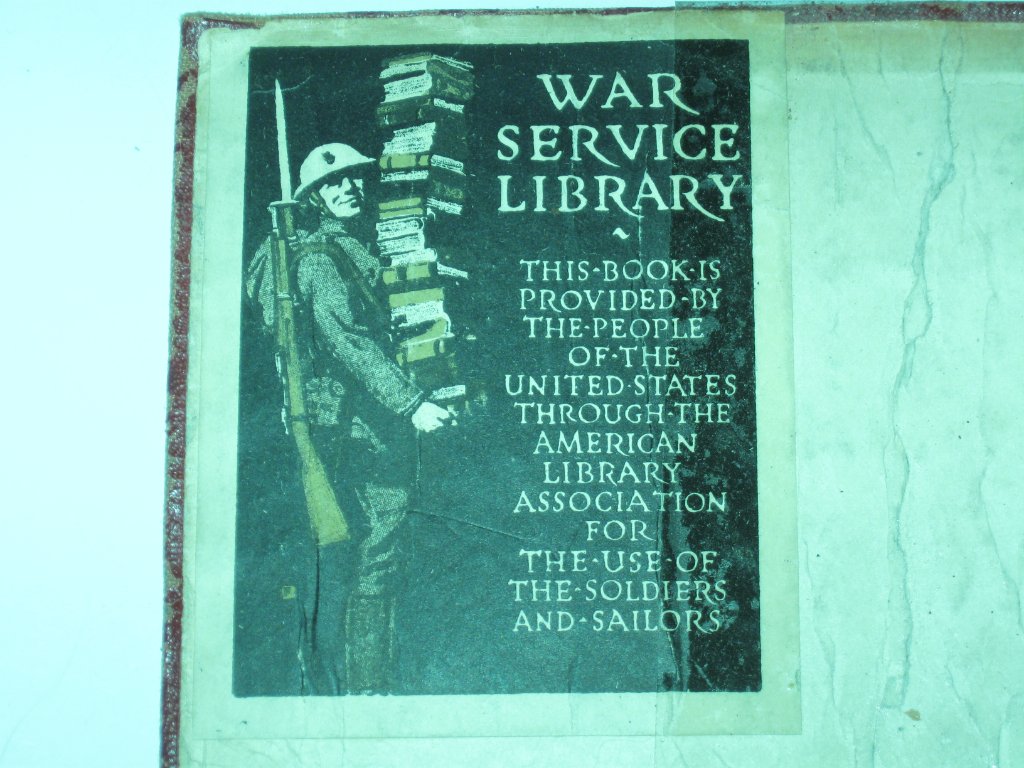 WAR
SERVICE
LIBRARY
~
THIS·BOOK·IS
PROVIDED·BY
THE·PEOPLE
OF·THE
UNITED·STATES
THROUGH·THE
AMERICAN
LIBRARY
ASSOCIATION
FOR
THE·USE·OF
THE·SOLDIERS
AND·SAILORS